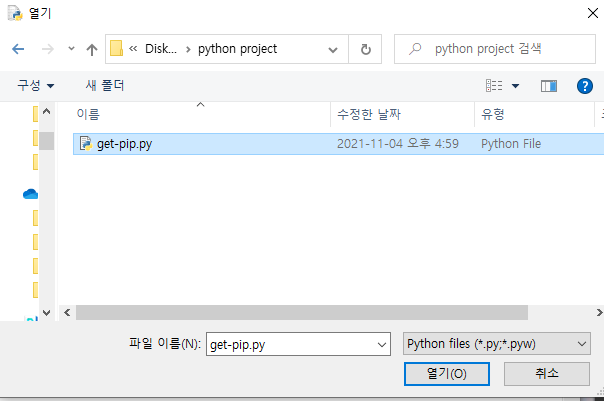 열기
Disk... python project
python project 검색
구성 새 폴더
이름 수정한 날짜 유형
get-pip.py 2021-11-04 오후 4:59 Python File
파일 이름(N): get-pip.py Python files (*.py;*.pyw)
열기(O) 취소